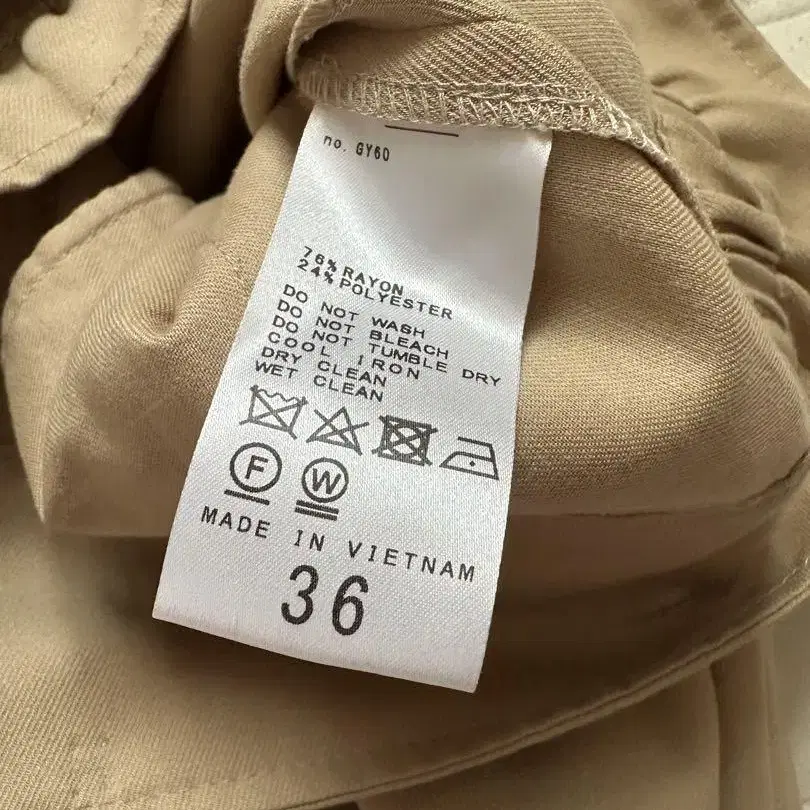 no. GY60
76% RAYON
24% POLYESTER
DO NOT WASH
DO NOT BLEACH
DO NOT TUMBLE DRY
COOL IRON
DRY CLEAN
WET CLEAN
F W
MADE IN VIETNAM
36